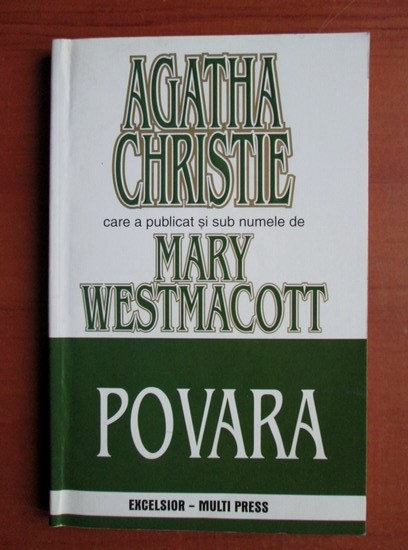 AGATHA
CHRISTIE
care a publicat și sub numele de
MARY
WESTMACOTT
POVARA
EXCELSIOR – MULTI PRESS